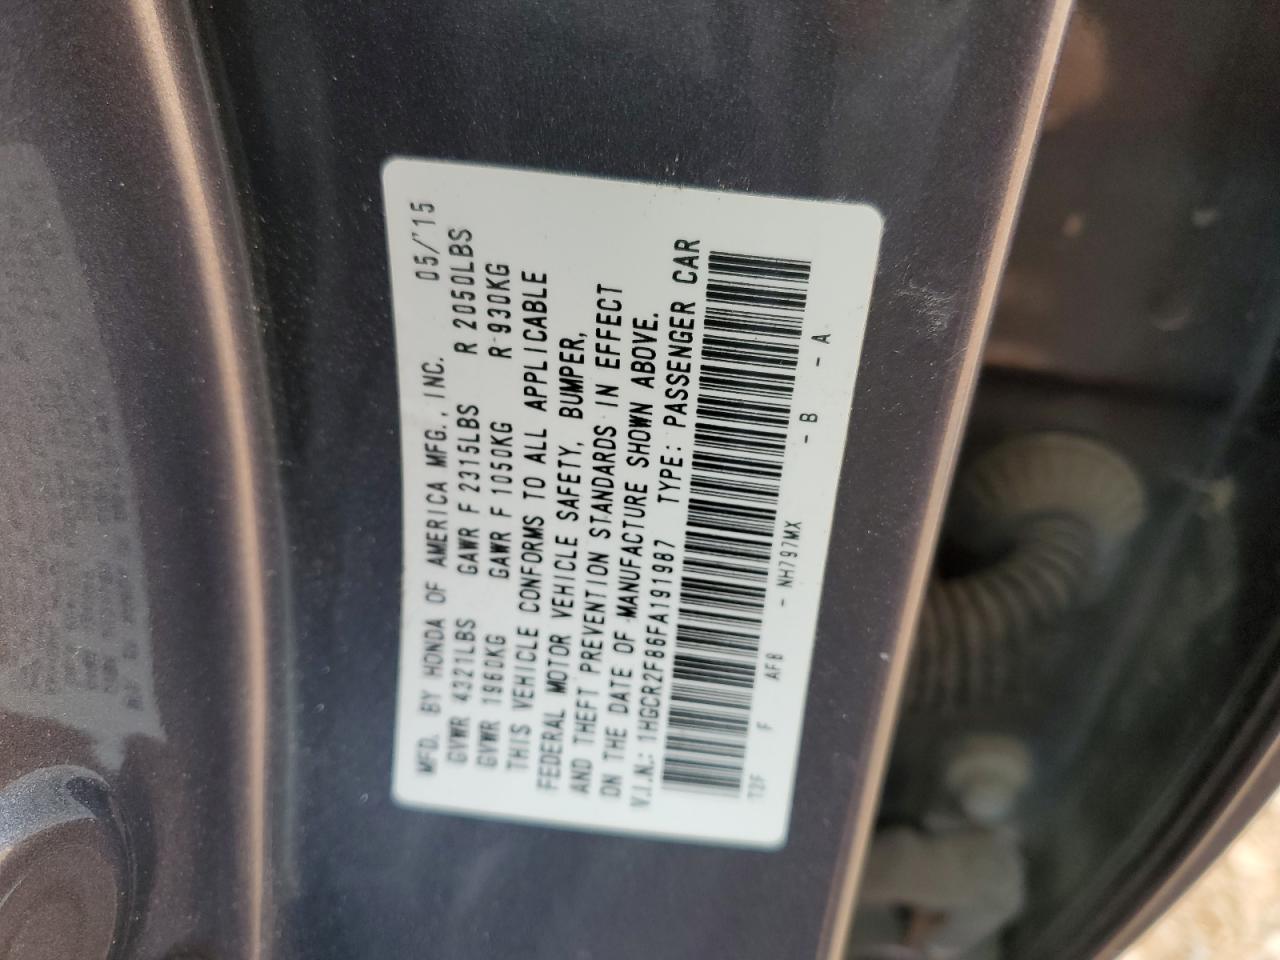 MFD. BY HONDA OF AMERICA MFG., INC. 05/'15
GVWR 4321LBS GAWR F 2315LBS R 2050LBS
GVWR 1960KG GAWR F 1050KG R 930KG
THIS VEHICLE CONFORMS TO ALL APPLICABLE
FEDERAL MOTOR VEHICLE SAFETY, BUMPER,
AND THEFT PREVENTION STANDARDS IN EFFECT
ON THE DATE OF MANUFACTURE SHOWN ABOVE.
V.I.N.: 1HGCR2F86FA191987 TYPE: PASSENGER CAR
T2F F AFB - NH797MX - B - A